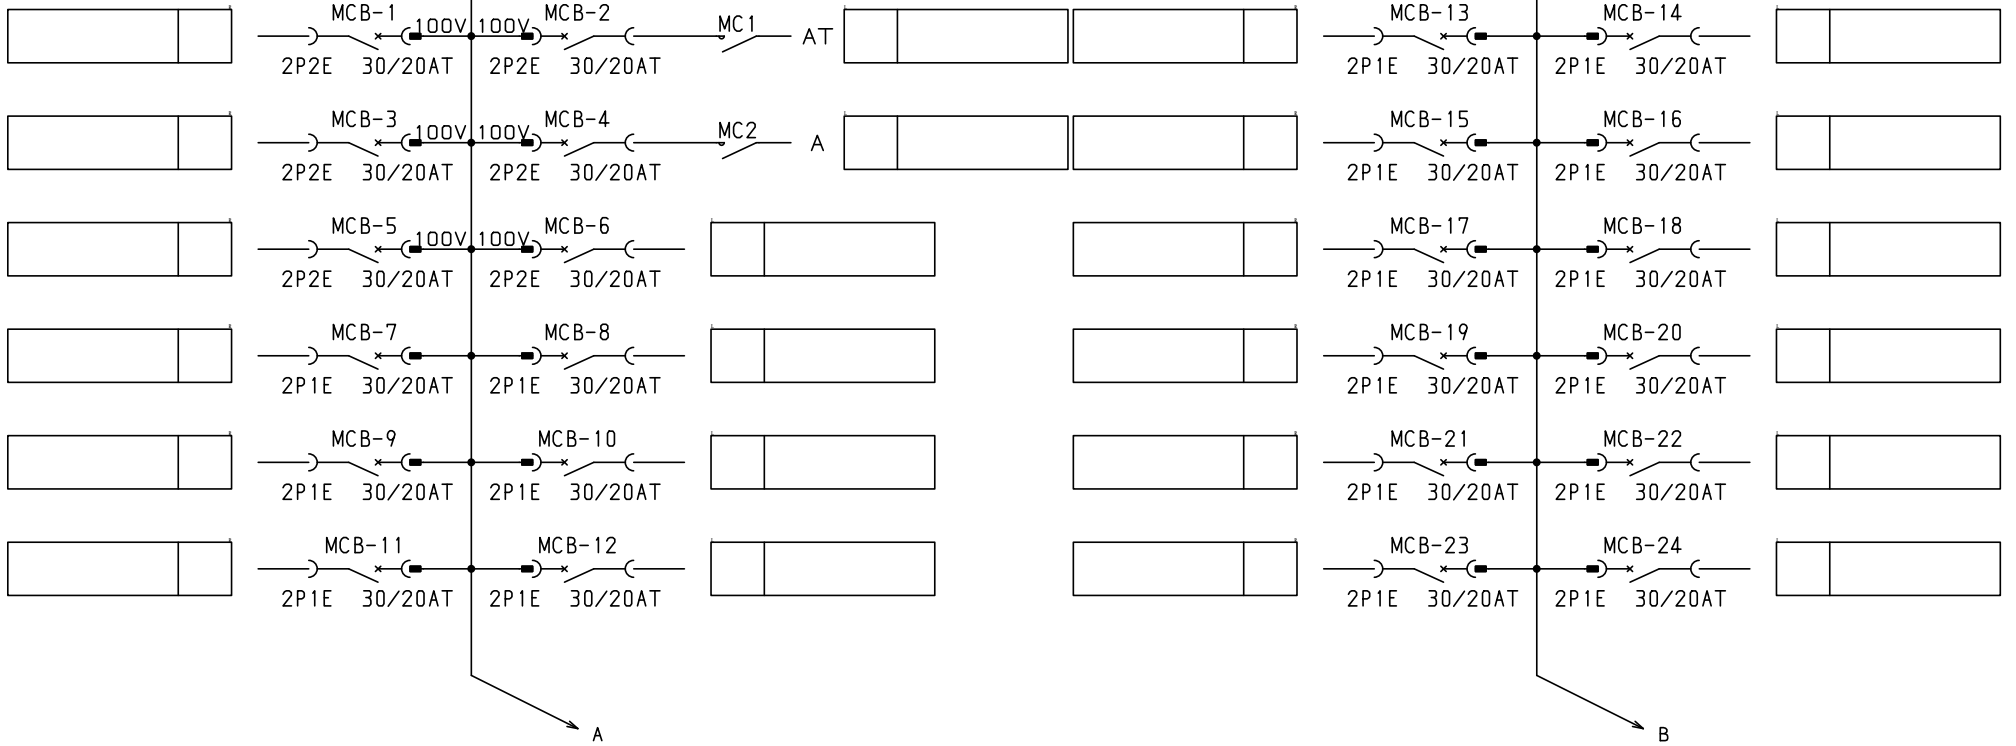 MCB-1 100V 100V MCB-2 MC1 AT MCB-13 MCB-14
2P2E 30/20AT 2P2E 30/20AT 2P1E 30/20AT 2P1E 30/20AT
MCB-3 100V 100V MCB-4 MC2 A MCB-15 MCB-16
2P2E 30/20AT 2P2E 30/20AT 2P1E 30/20AT 2P1E 30/20AT
MCB-5 100V 100V MCB-6 MCB-17 MCB-18
2P2E 30/20AT 2P2E 30/20AT 2P1E 30/20AT 2P1E 30/20AT
MCB-7 MCB-8 MCB-19 MCB-20
2P1E 30/20AT 2P1E 30/20AT 2P1E 30/20AT 2P1E 30/20AT
MCB-9 MCB-10 MCB-21 MCB-22
2P1E 30/20AT 2P1E 30/20AT 2P1E 30/20AT 2P1E 30/20AT
MCB-11 MCB-12 MCB-23 MCB-24
2P1E 30/20AT 2P1E 30/20AT 2P1E 30/20AT 2P1E 30/20AT
A B